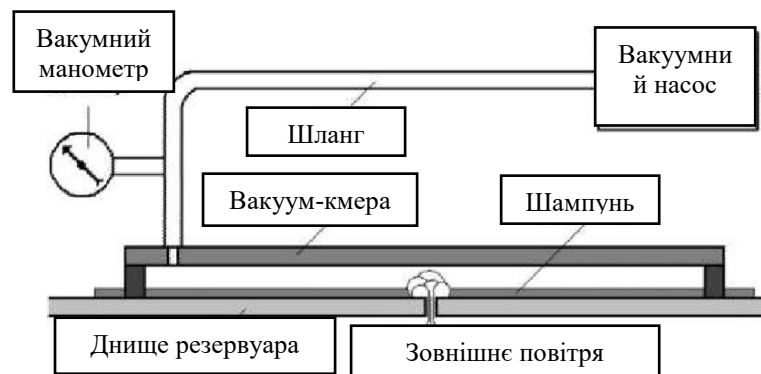 Вакумний
манометр
Вакуумни
й насос
Шланг
Вакуум-кмера
Шампунь
Днище резервуара
Зовнішнє повітря